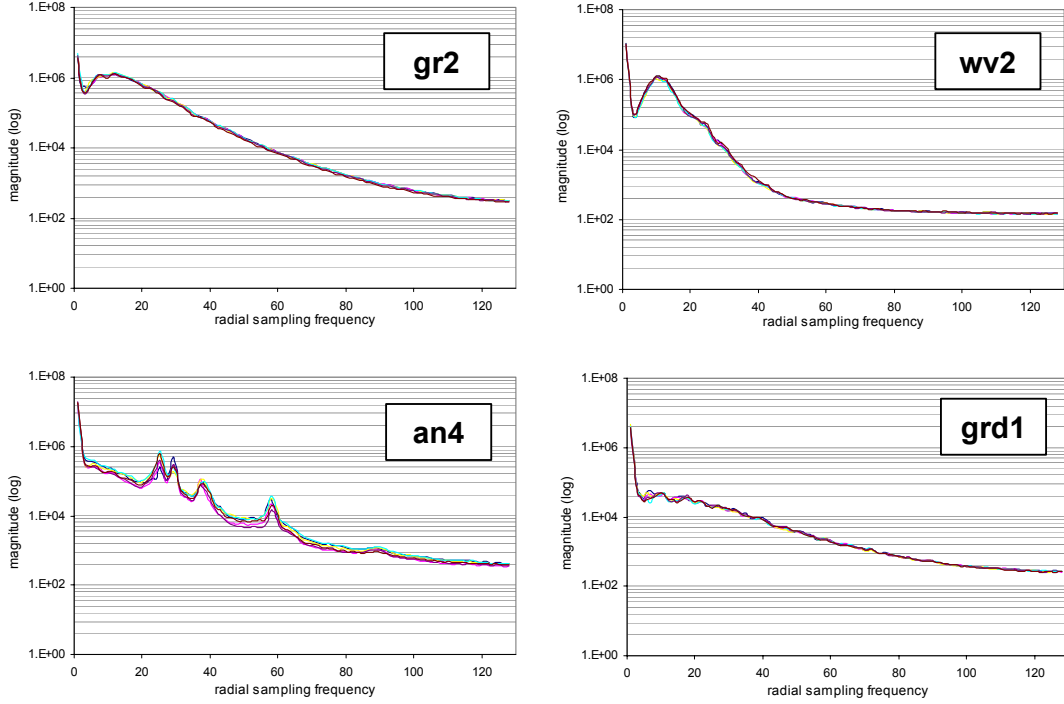 gr2
magnitude (log)
1.E+08
1.E+06
1.E+04
1.E+02
1.E+00
0 20 40 60 80 100 120
radial sampling frequency
wv2
magnitude (log)
1.E+08
1.E+06
1.E+04
1.E+02
1.E+00
0 20 40 60 80 100 120
radial sampling frequency
an4
magnitude (log)
1.E+08
1.E+06
1.E+04
1.E+02
1.E+00
0 20 40 60 80 100 120
radial sampling frequency
grd1
magnitude (log)
1.E+08
1.E+06
1.E+04
1.E+02
1.E+00
0 20 40 60 80 100 120
radial sampling frequency